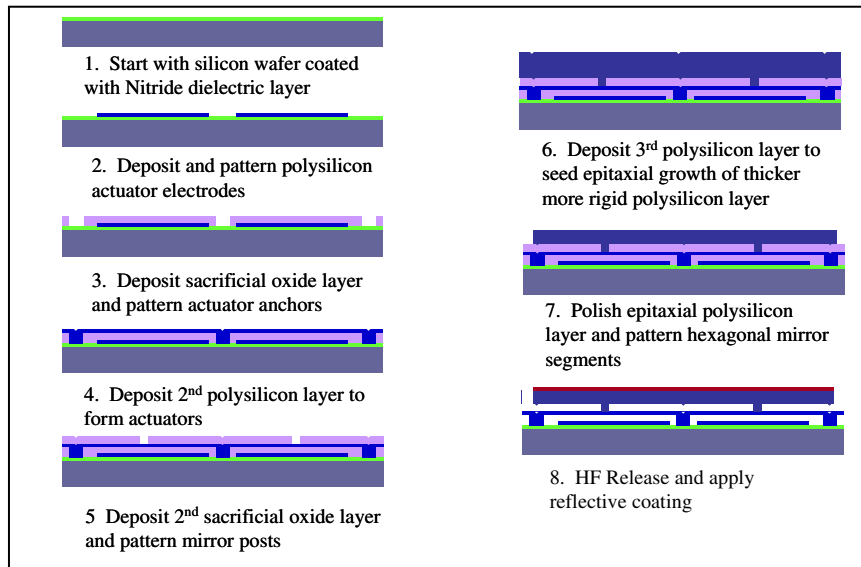 1. Start with silicon wafer coated
with Nitride dielectric layer
2. Deposit and pattern polysilicon
actuator electrodes
3. Deposit sacrificial oxide layer
and pattern actuator anchors
4. Deposit 2nd polysilicon layer to
form actuators
5 Deposit 2nd sacrificial oxide layer
and pattern mirror posts
6. Deposit 3rd polysilicon layer to
seed epitaxial growth of thicker
more rigid polysilicon layer
7. Polish epitaxial polysilicon
layer and pattern hexagonal mirror
segments
8. HF Release and apply
reflective coating